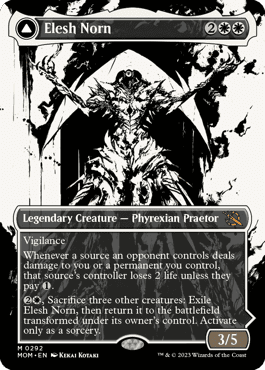 Elesh Norn 2
Legendary Creature — Phyrexian Praetor
Vigilance
Whenever a source an opponent controls deals
damage to you or a permanent you control,
that source's controller loses 2 life unless they
pay 1.
2, Sacrifice three other creatures: Exile
Elesh Norn, then return it to the battlefield
transformed under its owner's control. Activate
only as a sorcery.
3/5
M 0292
MOM • EN Kekai Kotaki
™ & © 2023 Wizards of the Coast